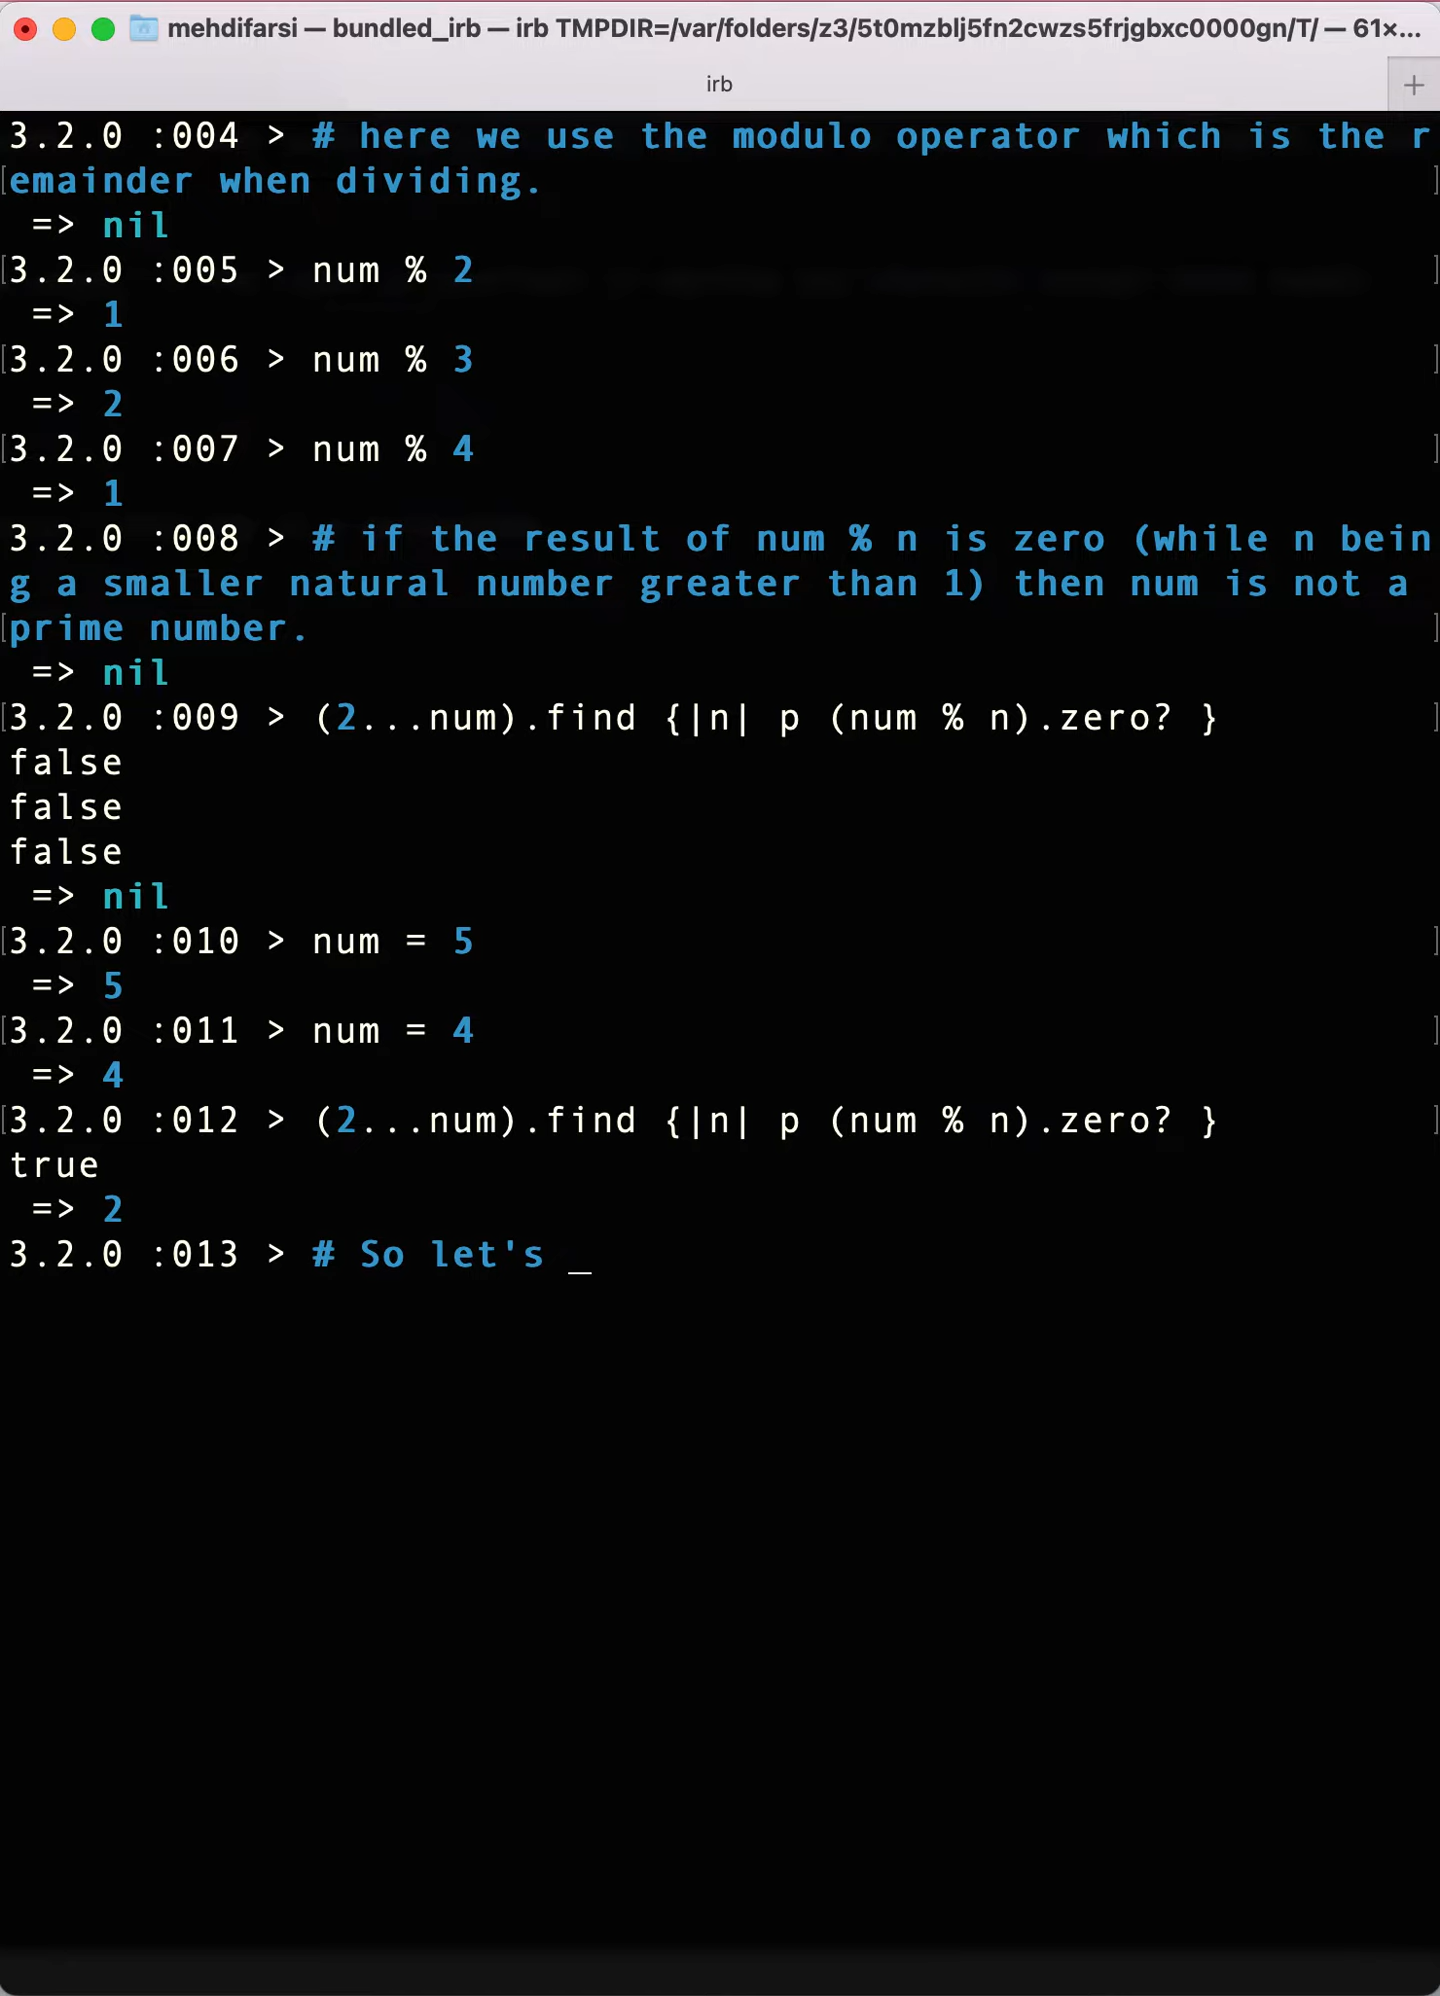 mehdifarsi — bundled_irb — irb TMPDIR=/var/folders/z3/5t0mzblj5fn2cwzs5frjgbxc0000gn/T/ — 61×...
irb
3.2.0 :004 > # here we use the modulo operator which is the r
emainder when dividing.
=> nil
3.2.0 :005 > num % 2
=> 1
3.2.0 :006 > num % 3
=> 2
3.2.0 :007 > num % 4
=> 1
3.2.0 :008 > # if the result of num % n is zero (while n bein
g a smaller natural number greater than 1) then num is not a
prime number.
=> nil
3.2.0 :009 > (2...num).find {|n| p (num % n).zero? }
false
false
false
=> nil
3.2.0 :010 > num = 5
=> 5
3.2.0 :011 > num = 4
=> 4
3.2.0 :012 > (2...num).find {|n| p (num % n).zero? }
true
=> 2
3.2.0 :013 > # So let's _